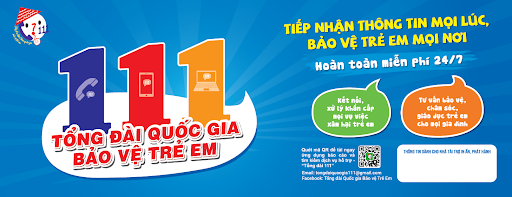 111
TỔNG ĐÀI QUỐC GIA
BẢO VỆ TRẺ EM
TIẾP NHẬN THÔNG TIN MỌI LÚC,
BẢO VỆ TRẺ EM MỌI NƠI
Hoàn toàn miễn phí 24/7
Kết nối,
xử lý khẩn cấp
mọi vụ việc
xâm hại trẻ em
Tư vấn bảo vệ,
chăm sóc,
giáo dục trẻ em
cho mọi gia đình
Quét mã QR để tải ngay
ứng dụng báo cáo và
tìm kiếm dịch vụ hỗ trợ -
"Tổng đài 111"
Email: tongdaiquocgia111@gmail.com
Facebook: Tổng đài Quốc gia Bảo vệ Trẻ Em
THÔNG TIN DÀNH CHO NHÀ TÀI TRỢ IN ẤN, PHÁT HÀNH